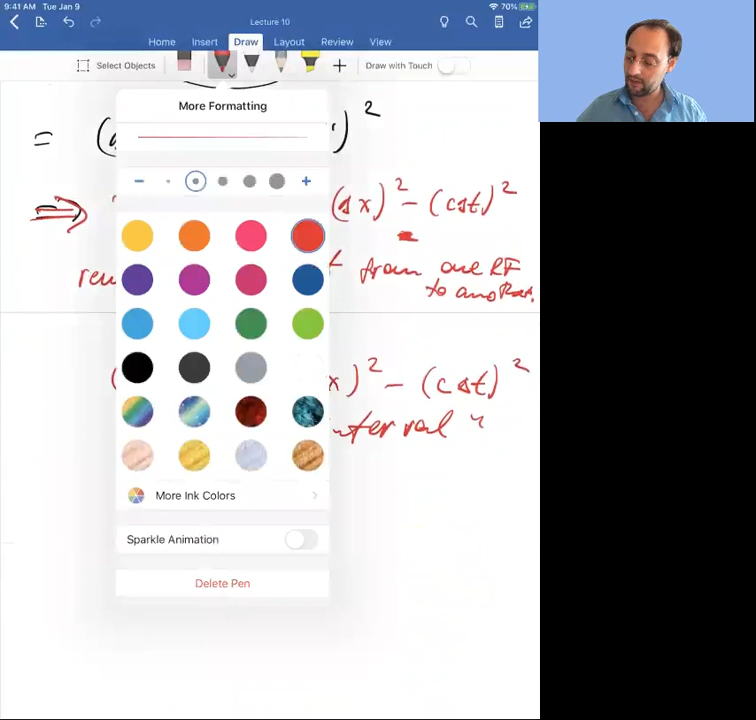 9:41 AM Tue Jan 9
70%
Lecture 10
Home Insert Draw Layout Review View
Select Objects
Draw with Touch
More Formatting
= ( )²
⇒ (Δx)² – (cΔt)²
from one RF
to another.
x)² – (cΔt)²
interval "
More Ink Colors
Sparkle Animation
Delete Pen